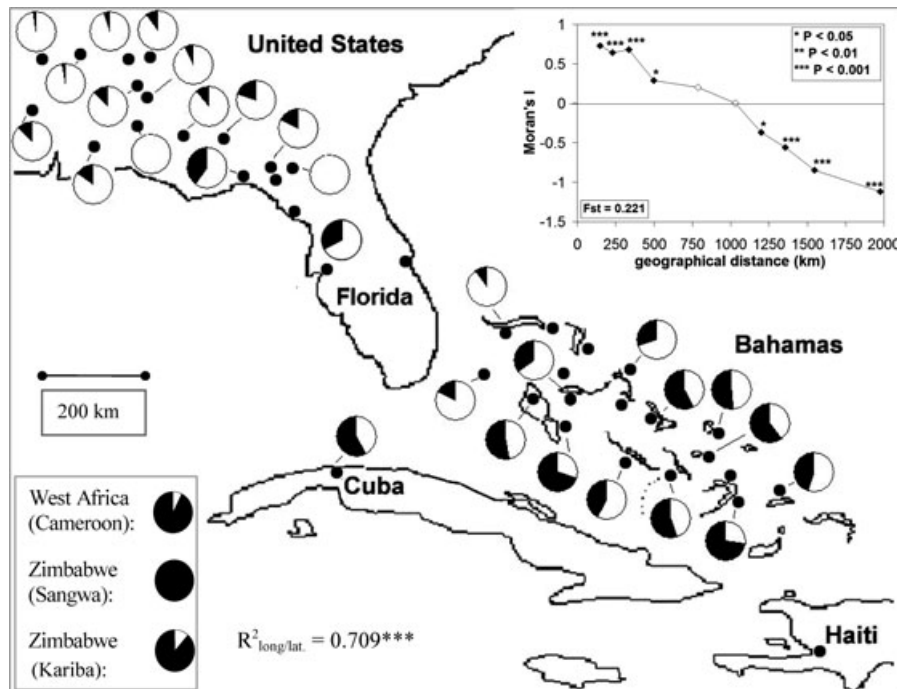 United States
Florida
Bahamas
Cuba
Haiti
200 km
West Africa
(Cameroon):
Zimbabwe
(Sangwa):
Zimbabwe
(Kariba):
R²long/lat. = 0.709***
Moran's I
1
0.5
0
-0.5
-1
-1.5
***
***
***
*
*
***
***
***
* P < 0.05
** P < 0.01
*** P < 0.001
Fst = 0.221
0 250 500 750 1000 1250 1500 1750 2000
geographical distance (km)